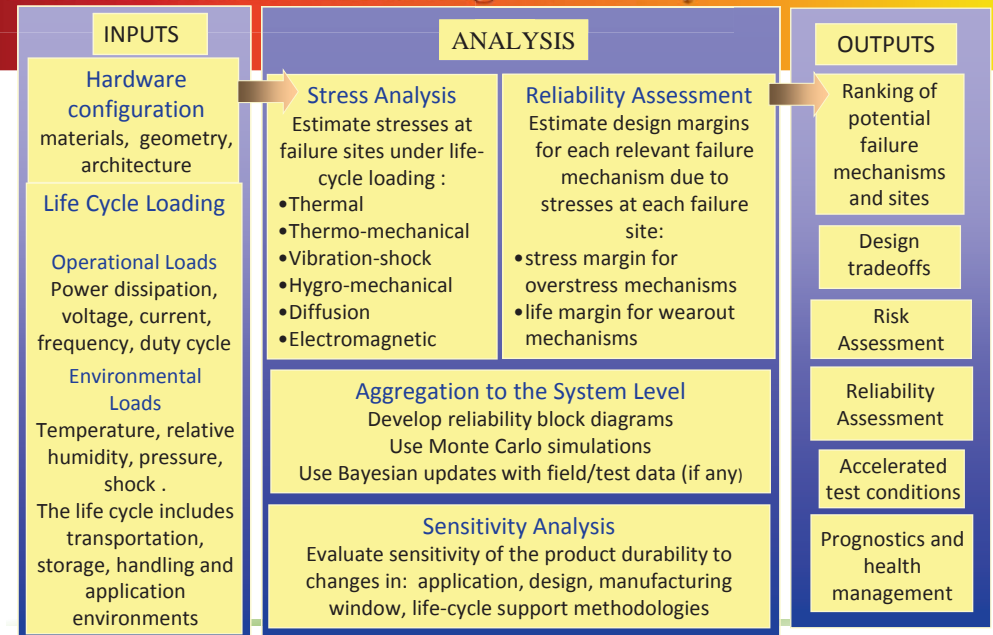 INPUTS
Hardware
configuration
materials, geometry,
architecture
Life Cycle Loading
Operational Loads
Power dissipation,
voltage, current,
frequency, duty cycle
Environmental
Loads
Temperature, relative
humidity, pressure,
shock .
The life cycle includes
transportation,
storage, handling and
application
environments
ANALYSIS
Stress Analysis
Estimate stresses at
failure sites under life-
cycle loading :
•Thermal
•Thermo-mechanical
•Vibration-shock
•Hygro-mechanical
•Diffusion
•Electromagnetic
Reliability Assessment
Estimate design margins
for each relevant failure
mechanism due to
stresses at each failure
site:
•stress margin for
overstress mechanisms
•life margin for wearout
mechanisms
Aggregation to the System Level
Develop reliability block diagrams
Use Monte Carlo simulations
Use Bayesian updates with field/test data (if any)
Sensitivity Analysis
Evaluate sensitivity of the product durability to
changes in: application, design, manufacturing
window, life-cycle support methodologies
OUTPUTS
Ranking of
potential
failure
mechanisms
and sites
Design
tradeoffs
Risk
Assessment
Reliability
Assessment
Accelerated
test conditions
Prognostics and
health
management